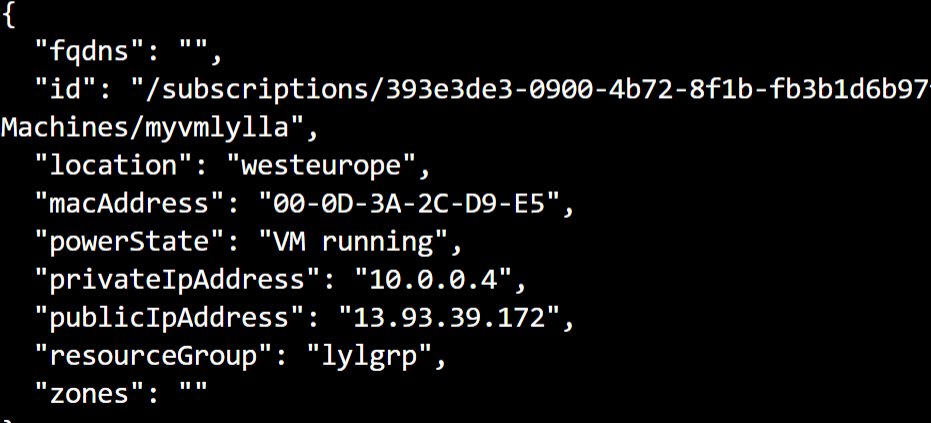 {
"fqdns": "",
"id": "/subscriptions/393e3de3-0900-4b72-8f1b-fb3b1d6b97
Machines/myvmlylla",
"location": "westeurope",
"macAddress": "00-0D-3A-2C-D9-E5",
"powerState": "VM running",
"privateIpAddress": "10.0.0.4",
"publicIpAddress": "13.93.39.172",
"resourceGroup": "lylgrp",
"zones": ""